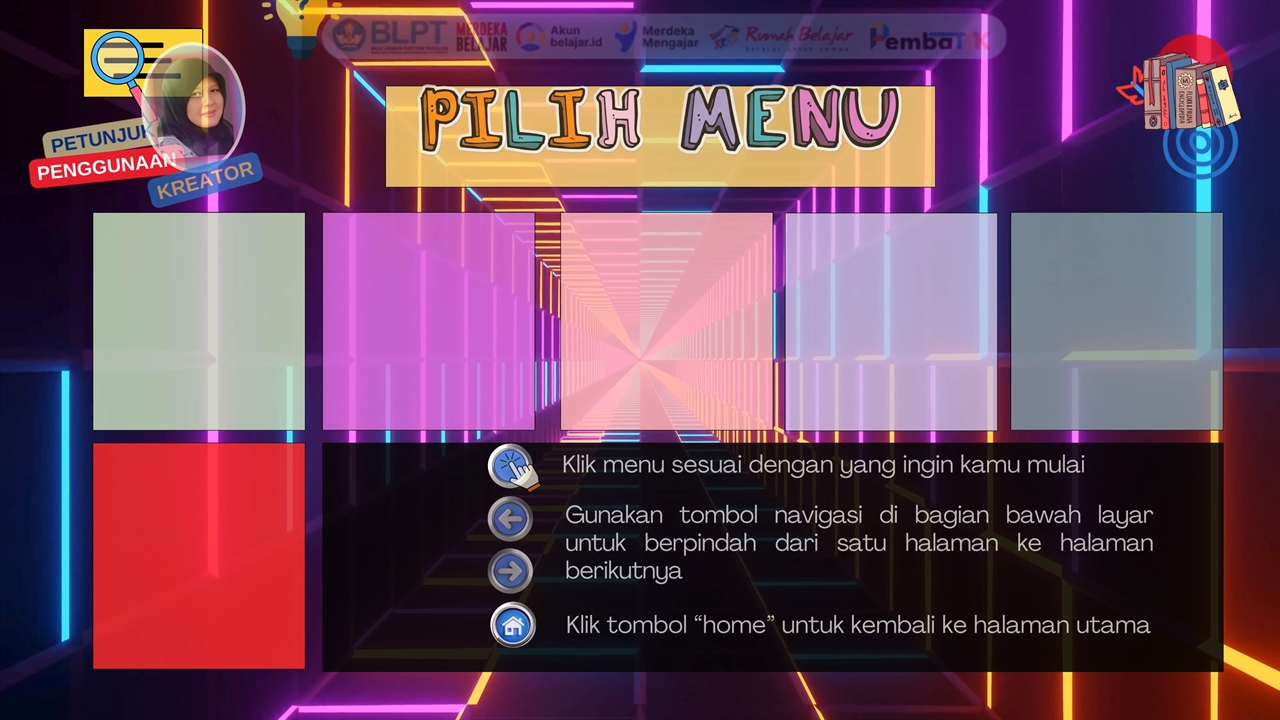 BLPT
MERDEKA
BELAJAR
Akun
belajar.id
Merdeka
Mengajar
Rumah Belajar
PembaTIK
PILIH MENU
PETUNJUK
PENGGUNAAN
KREATOR
Klik menu sesuai dengan yang ingin kamu mulai
Gunakan tombol navigasi di bagian bawah layar
untuk berpindah dari satu halaman ke halaman
berikutnya
Klik tombol “home” untuk kembali ke halaman utama